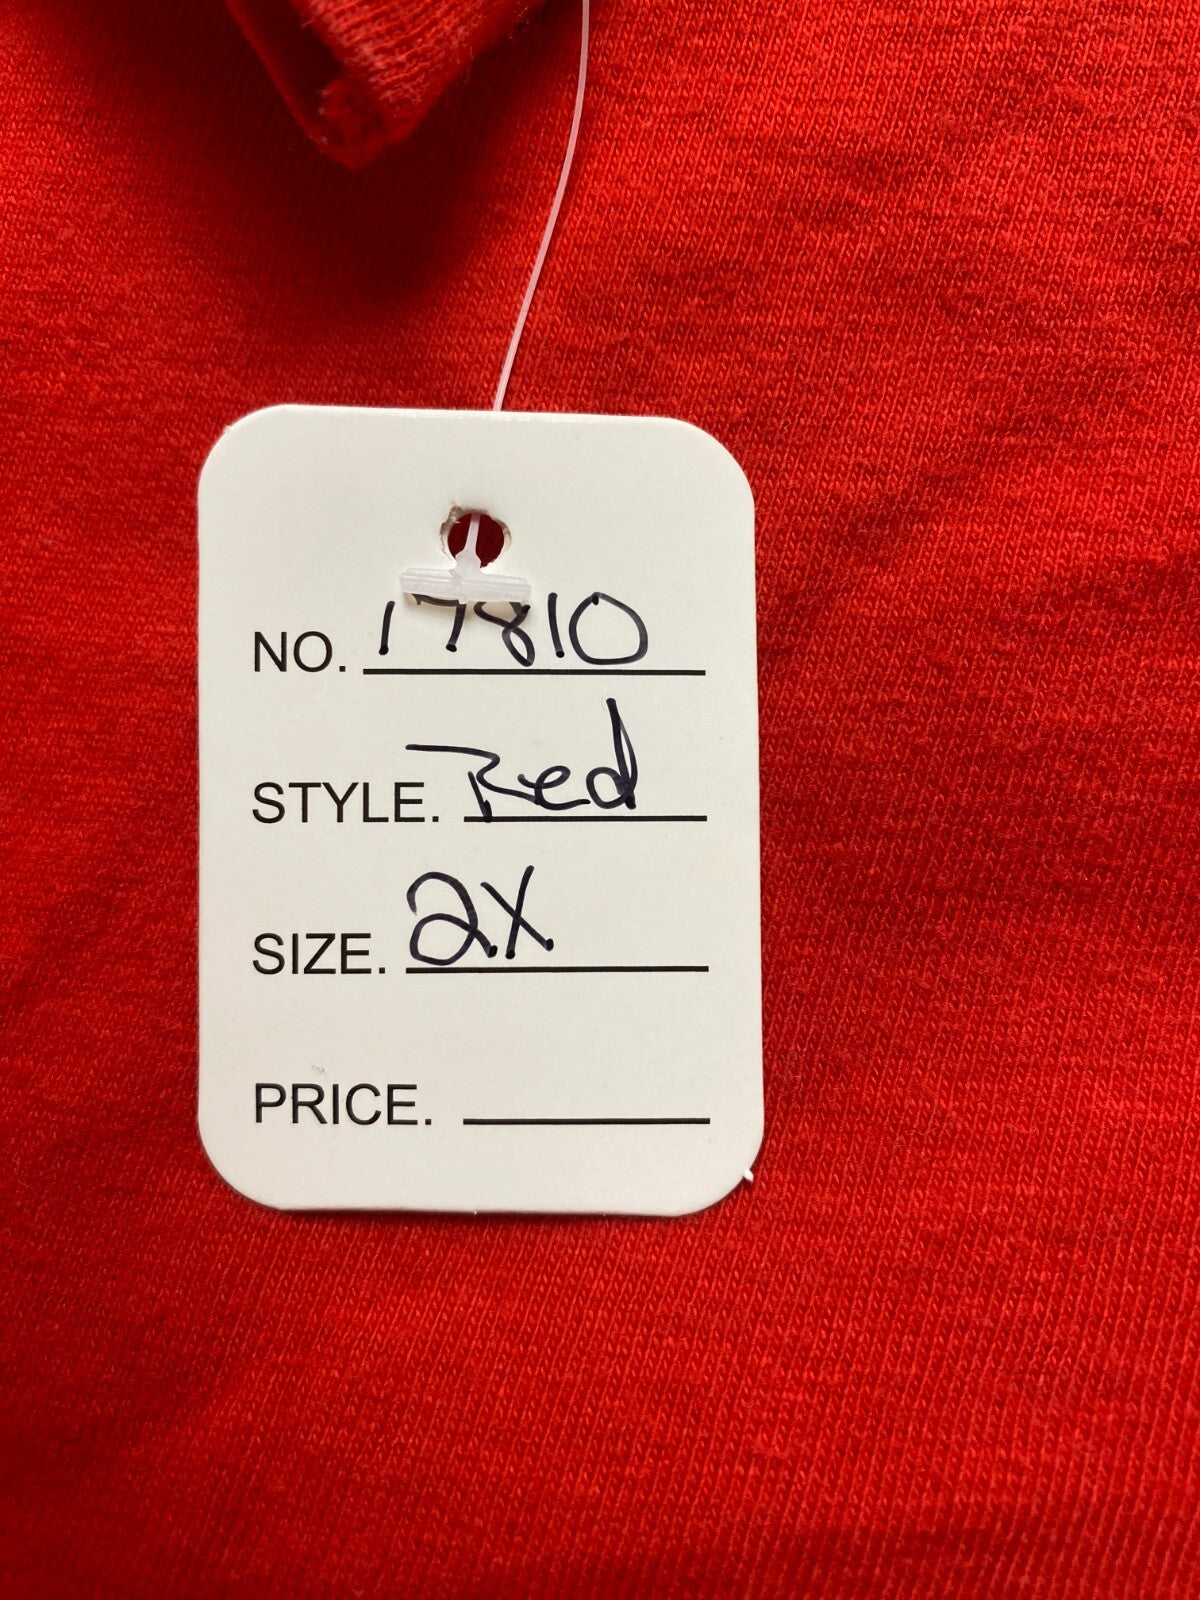 NO. 17810
STYLE. Red
SIZE. 2X
PRICE.